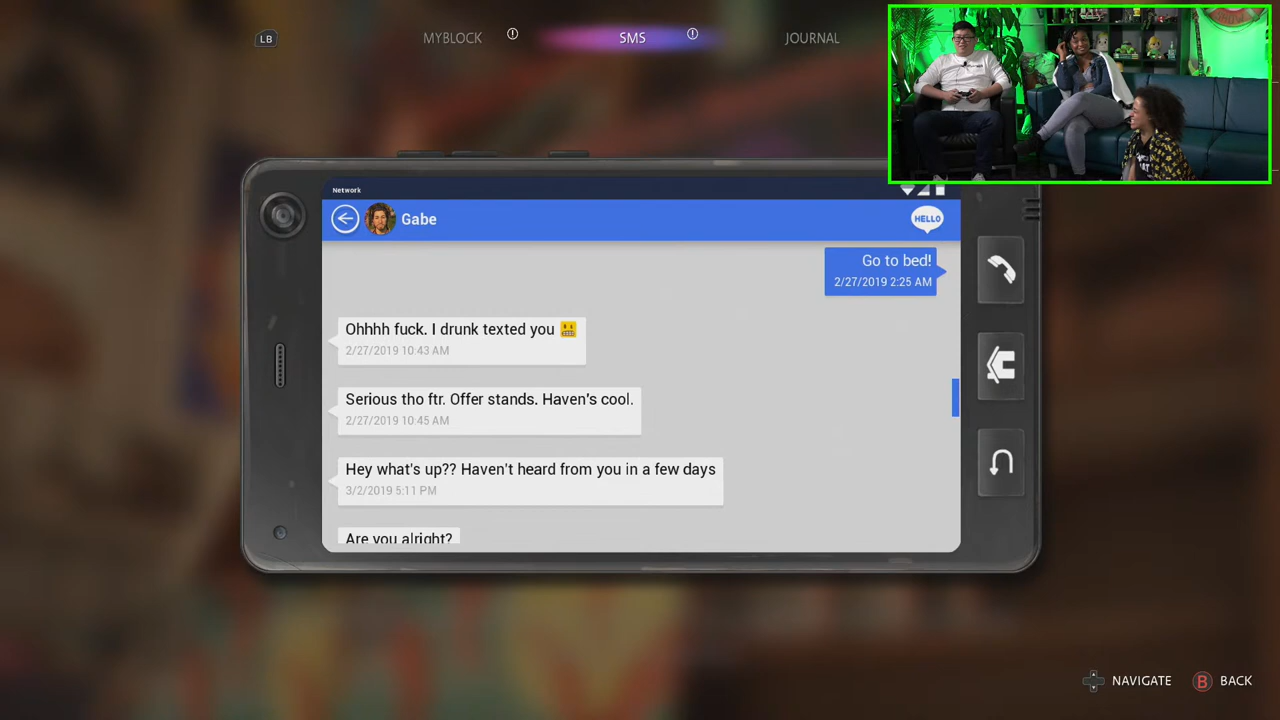 LB
MYBLOCK
SMS
JOURNAL
Network
Gabe
HELLO
Go to bed!
2/27/2019 2:25 AM
Ohhhh fuck. I drunk texted you 😬
2/27/2019 10:43 AM
Serious tho ftr. Offer stands. Haven's cool.
2/27/2019 10:45 AM
Hey what's up?? Haven't heard from you in a few days
3/2/2019 5:11 PM
Are you alright?
NAVIGATE
B BACK